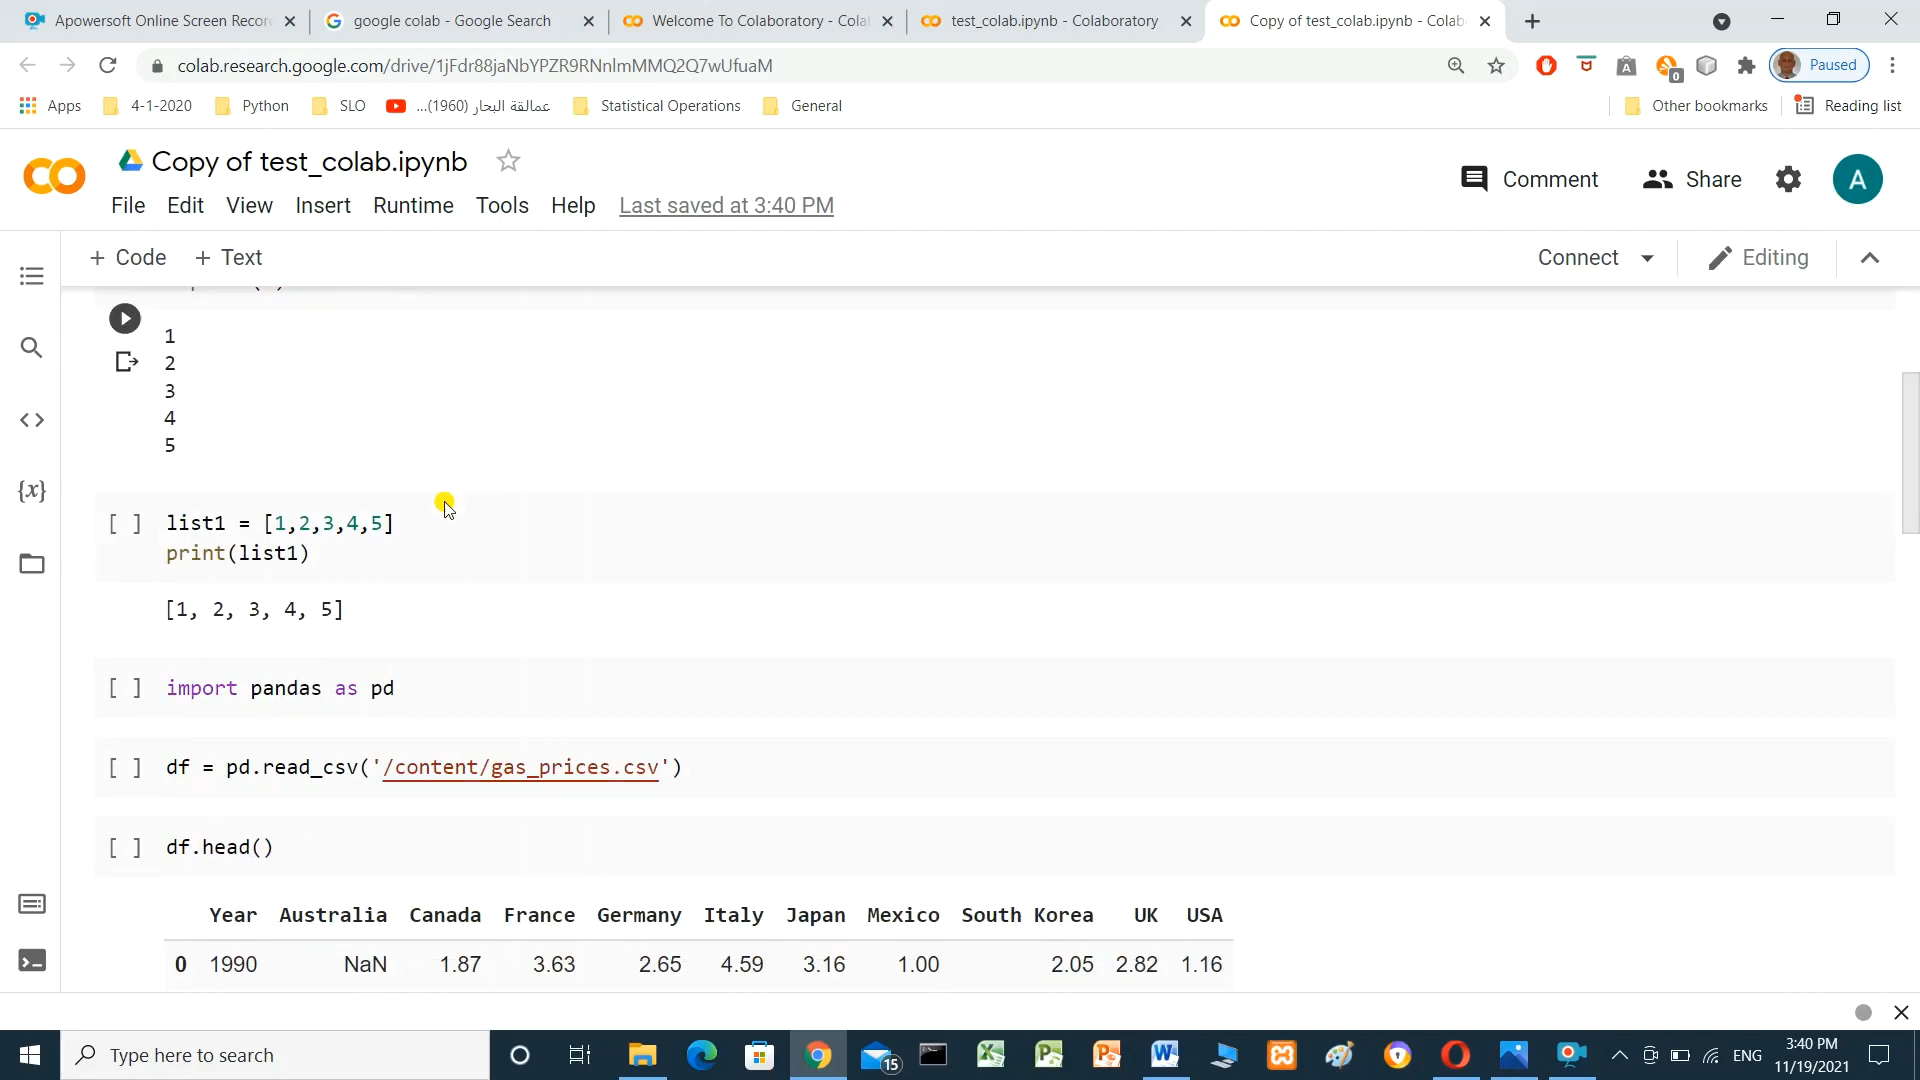 Apowersoft Online Screen Recor
google colab - Google Search
Welcome To Colaboratory - Cola
test_colab.ipynb - Colaboratory
Copy of test_colab.ipynb - Colab
colab.research.google.com/drive/1jFdr88jaNbYPZR9RNnlmMMQ2Q7wUfuaM
0
Paused
Apps
4-1-2020
Python
SLO
عمالقة البحار (1960)...
Statistical Operations
General
Other bookmarks
Reading list
CO
Copy of test_colab.ipynb
Comment
Share
A
File Edit View Insert Runtime Tools Help Last saved at 3:40 PM
+ Code + Text
Connect
Editing
1
2
3
4
5
[ ] list1 = [1,2,3,4,5]
print(list1)
[1, 2, 3, 4, 5]
[ ] import pandas as pd
[ ] df = pd.read_csv('/content/gas_prices.csv')
[ ] df.head()
Year Australia Canada France Germany Italy Japan Mexico South Korea UK USA
0 1990 NaN 1.87 3.63 2.65 4.59 3.16 1.00 2.05 2.82 1.16
{x}
Type here to search
15
ENG
3:40 PM
11/19/2021